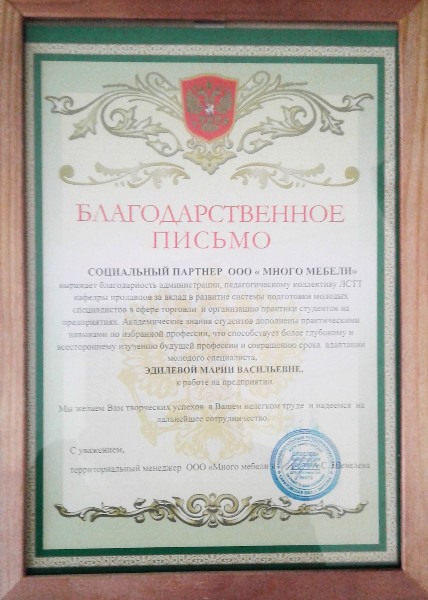 БЛАГОДАРСТВЕННОЕ
ПИСЬМО
СОЦИАЛЬНЫЙ ПАРТНЕР ООО « МНОГО МЕБЕЛИ»
выражает благодарность администрации, педагогическому коллективу ЛСТТ
кафедры продавцов за вклад в развитие системы подготовки молодых
специалистов в сфере торговли и организацию практики студентов на
предприятиях. Академические знания студентов дополнены практическими
навыками по избранной профессии, что способствует более глубокому и
всестороннему изучению будущей профессии и сокращению срока адаптации
молодого специалиста,
ЭДИЛЕВОЙ МАРИИ ВАСИЛЬЕВНЕ,
к работе на предприятии.
Мы желаем Вам творческих успехов в Вашем нелегком труде и надеемся на
дальнейшее сотрудничество.
С уважением,
территориальный менеджер ООО «Много мебели